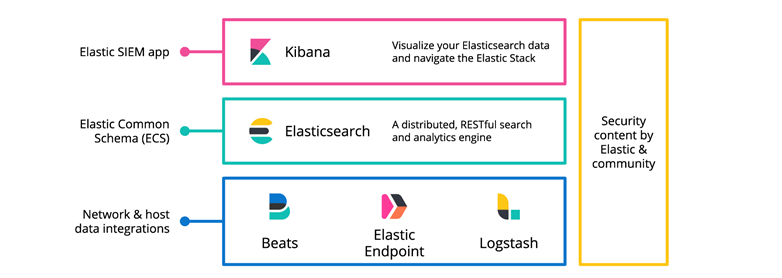 Elastic SIEM app
Kibana
Visualize your Elasticsearch data
and navigate the Elastic Stack
Elastic Common
Schema (ECS)
Elasticsearch
A distributed, RESTful search
and analytics engine
Security
content by
Elastic &
community
Network & host
data integrations
Beats
Elastic
Endpoint
Logstash